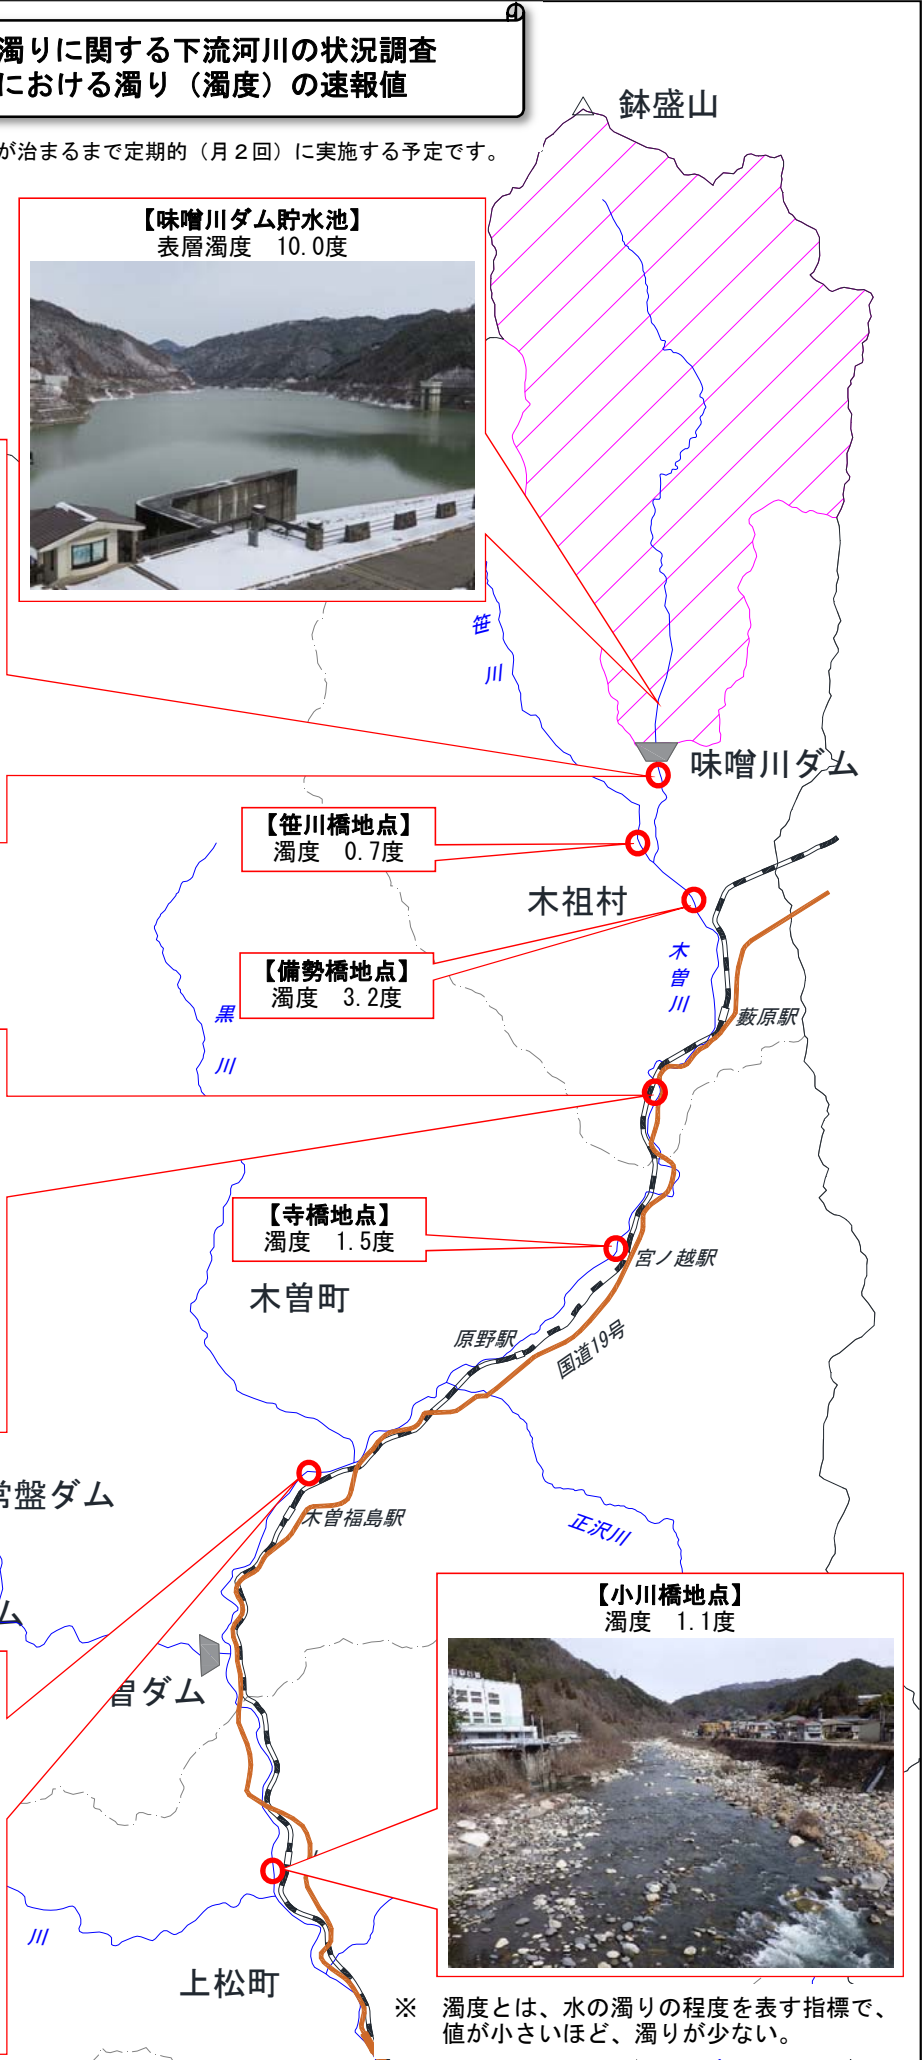 濁りに関する下流河川の状況調査
における濁り（濁度）の速報値
が治まるまで定期的（月２回）に実施する予定です。
鉢盛山
【味噌川ダム貯水池】
表層濁度　10.0度
笹川
味噌川ダム
【笹川橋地点】
濁度　0.7度
木祖村
【備勢橋地点】
濁度　3.2度
木曽川
黒川
藪原駅
【寺橋地点】
濁度　1.5度
宮ノ越駅
木曽町
原野駅
国道19号
常盤ダム
木曽福島駅
正沢川
ム
曽ダム
【小川橋地点】
濁度　1.1度
川
上松町
※　濁度とは、水の濁りの程度を表す指標で、
値が小さいほど、濁りが少ない。